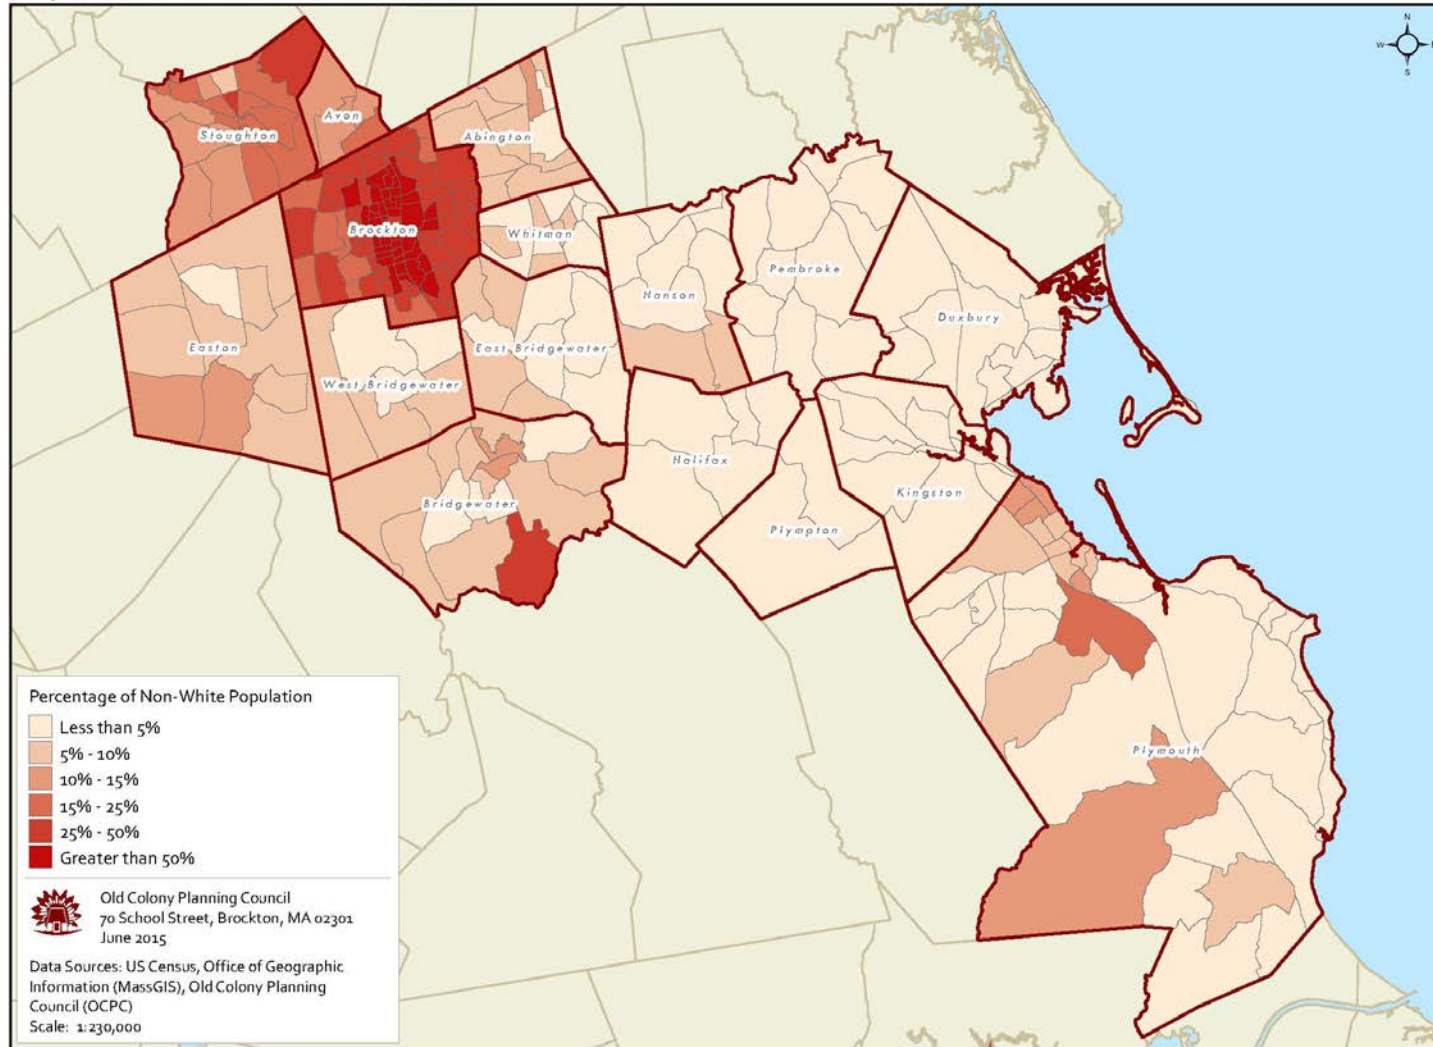 N
W
S
Stoughton
Avon
Abington
Brockton
Whitman
Pembroke
Hanson
Duxbury
Easton
East Bridgewater
West Bridgewater
Halifax
Kingston
Bridgewater
Plympton
Plymouth
Percentage of Non-White Population
Less than 5%
5% - 10%
10% - 15%
15% - 25%
25% - 50%
Greater than 50%
Old Colony Planning Council
70 School Street, Brockton, MA 02301
June 2015
Data Sources: US Census, Office of Geographic
Information (MassGIS), Old Colony Planning
Council (OCPC)
Scale: 1:230,000